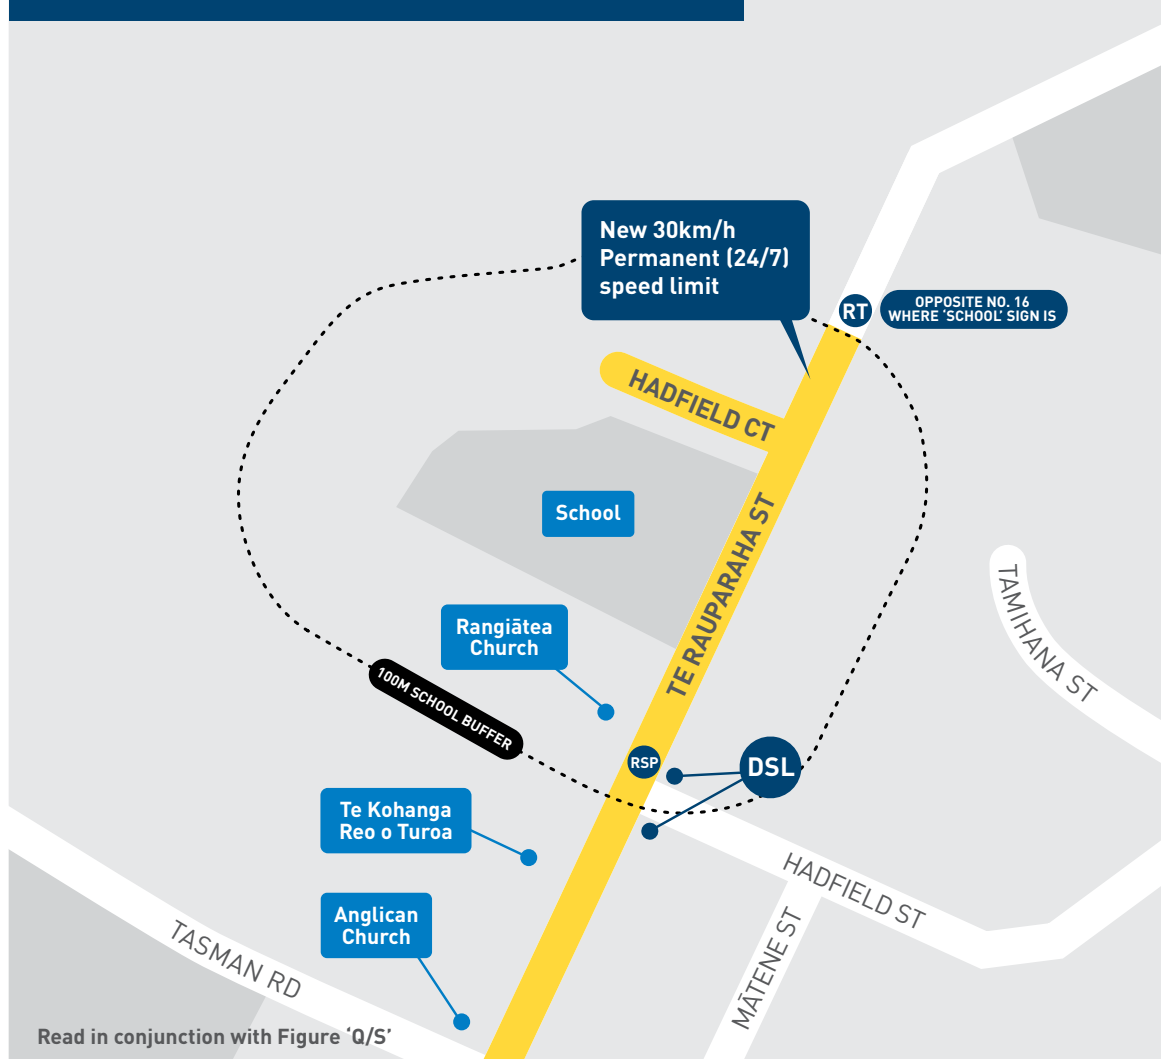 New 30km/h
Permanent (24/7)
speed limit
RT
OPPOSITE NO. 16
WHERE ‘SCHOOL’ SIGN IS
HADFIELD CT
School
TE RAUPARAHA ST
TAMIHANA ST
Rangiātea
Church
100M SCHOOL BUFFER
RSP
DSL
Te Kohanga
Reo o Turoa
HADFIELD ST
Anglican
Church
MĀTENE ST
TASMAN RD
Read in conjunction with Figure ‘Q/S’